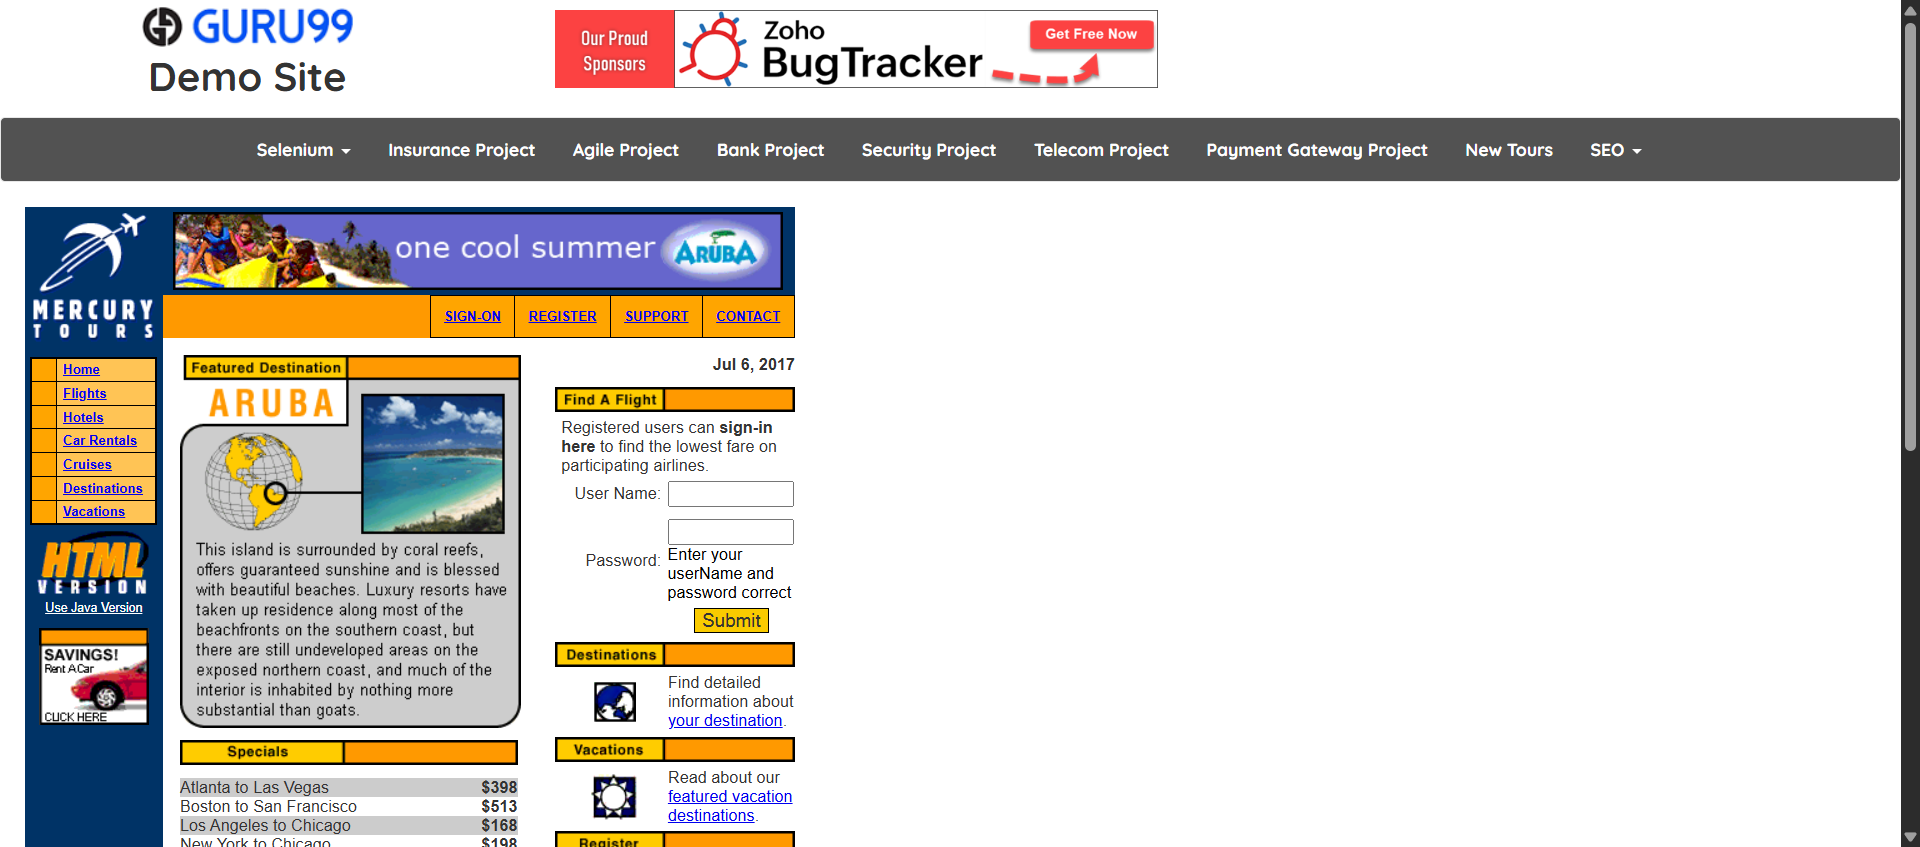 GURU99
Demo Site
Our Proud
Sponsors
Zoho
BugTracker
Get Free Now
Selenium
Insurance Project
Agile Project
Bank Project
Security Project
Telecom Project
Payment Gateway Project
New Tours
SEO
MERCURY
TOURS
one cool summer
ARUBA
SIGN-ON
REGISTER
SUPPORT
CONTACT
Home
Flights
Hotels
Car Rentals
Cruises
Destinations
Vacations
HTML
VERSION
Use Java Version
SAVINGS!
Rent A Car
CLICK HERE
Featured Destination
ARUBA
This island is surrounded by coral reefs,
offers guaranteed sunshine and is blessed
with beautiful beaches. Luxury resorts have
taken up residence along most of the
beachfronts on the southern coast, but
there are still undeveloped areas on the
exposed northern coast, and much of the
interior is inhabited by nothing more
substantial than goats.
Specials
Atlanta to Las Vegas $398
Boston to San Francisco $513
Los Angeles to Chicago $168
New York to Chicago $198
Jul 6, 2017
Find A Flight
Registered users can sign-in
here to find the lowest fare on
participating airlines.
User Name:
Password:
Enter your
userName and
password correct
Submit
Destinations
Find detailed
information about
your destination.
Vacations
Read about our
featured vacation
destinations.
Register